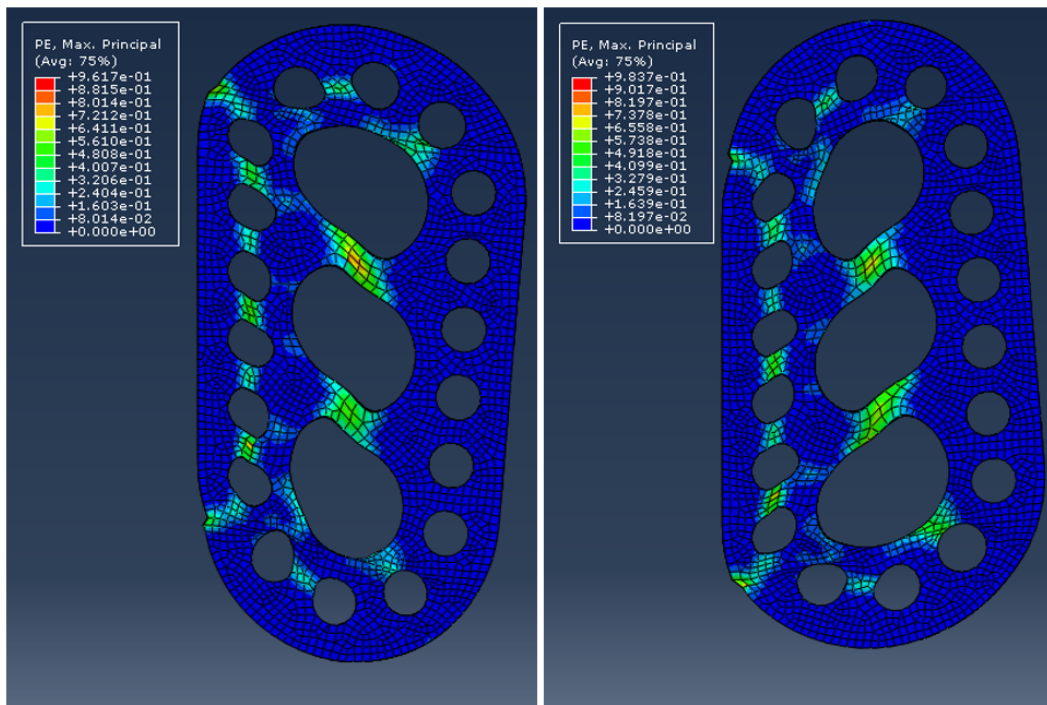 PE, Max. Principal
(Avg: 75%)
+9.617e-01
+8.815e-01
+8.014e-01
+7.212e-01
+6.411e-01
+5.610e-01
+4.808e-01
+4.007e-01
+3.206e-01
+2.404e-01
+1.603e-01
+8.014e-02
+0.000e+00
PE, Max. Principal
(Avg: 75%)
+9.837e-01
+9.017e-01
+8.197e-01
+7.378e-01
+6.558e-01
+5.738e-01
+4.918e-01
+4.099e-01
+3.279e-01
+2.459e-01
+1.639e-01
+8.197e-02
+0.000e+00